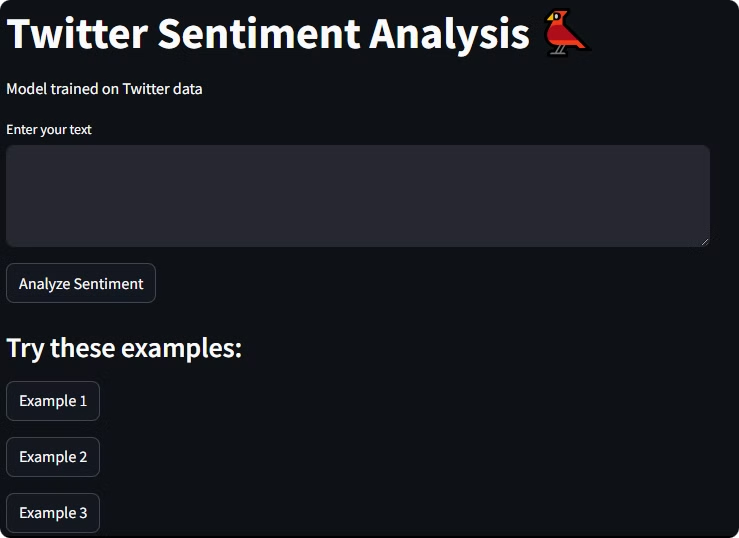 Twitter Sentiment Analysis
Model trained on Twitter data
Enter your text
Analyze Sentiment
Try these examples:
Example 1
Example 2
Example 3